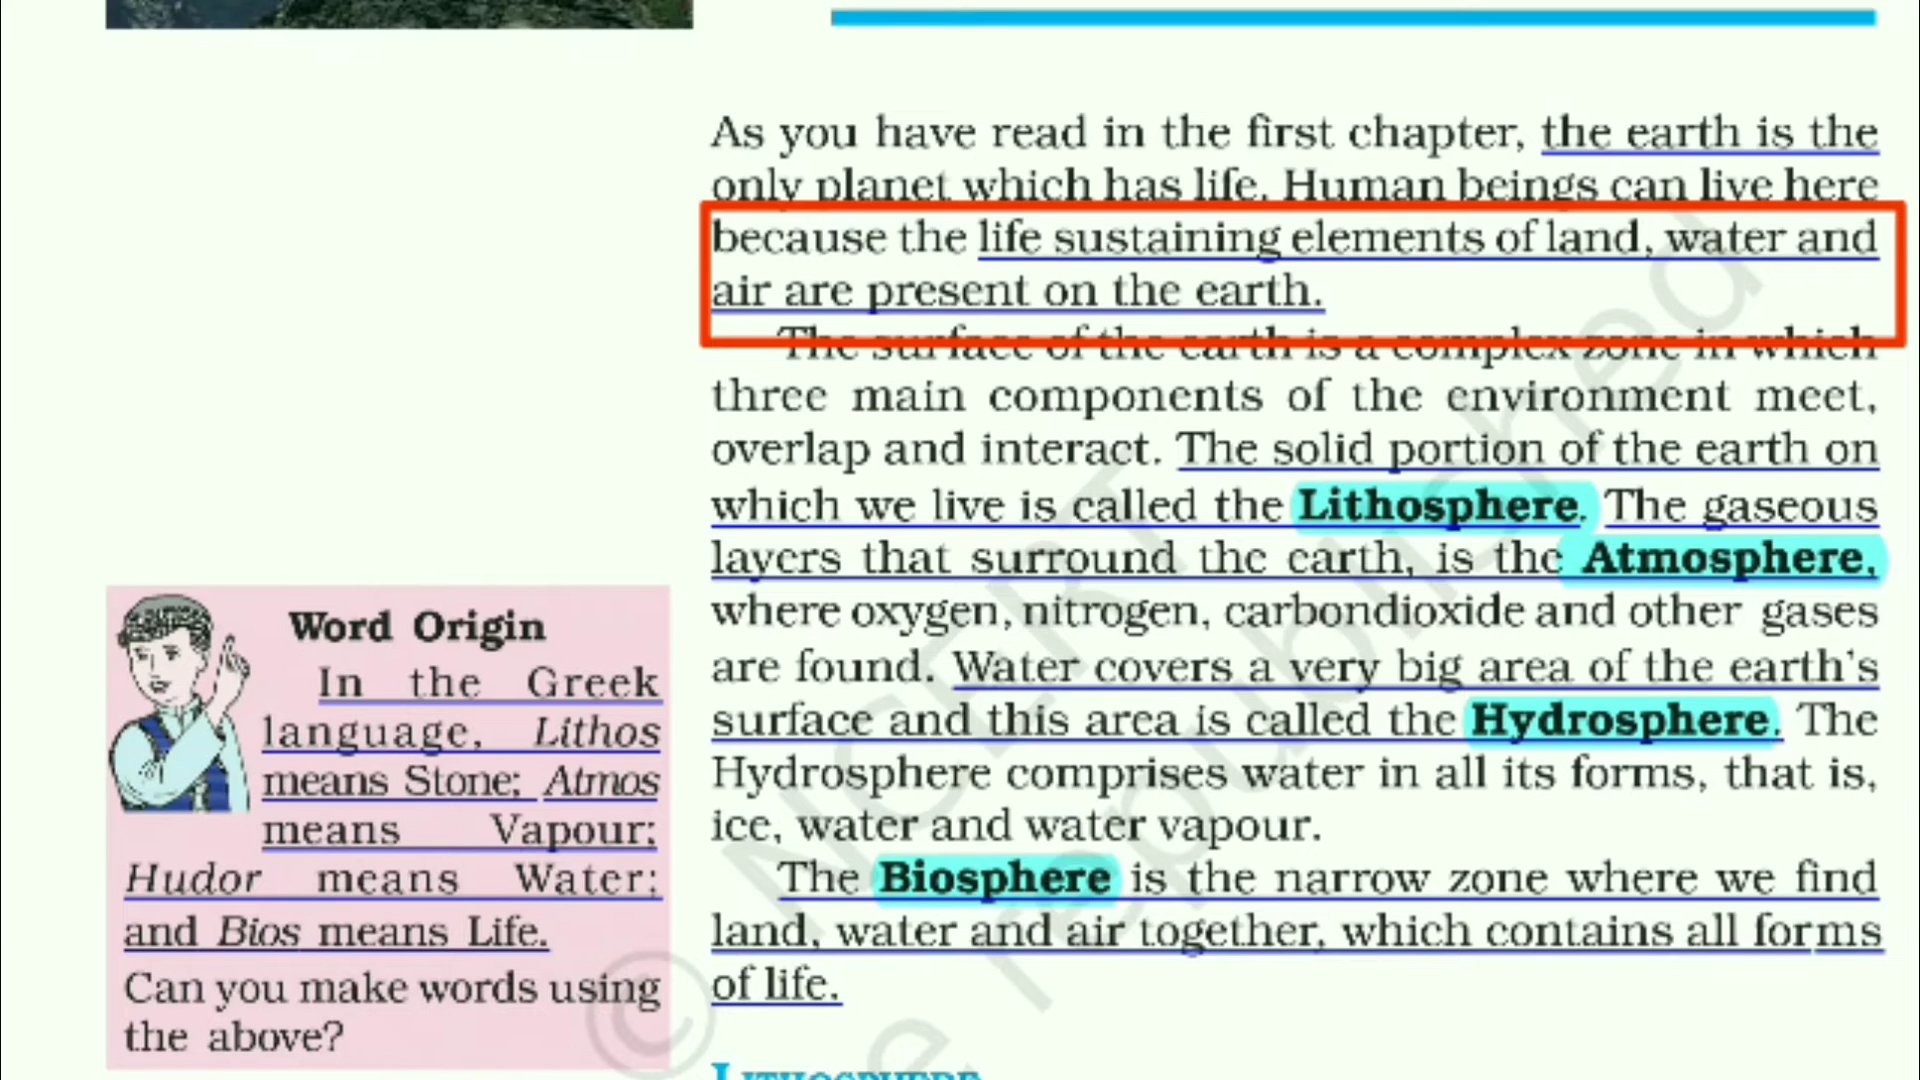 As you have read in the first chapter, the earth is the
only planet which has life. Human beings can live here
because the life sustaining elements of land, water and
air are present on the earth.
The surface of the earth is a complex zone in which
three main components of the environment meet,
overlap and interact. The solid portion of the earth on
which we live is called the Lithosphere. The gaseous
layers that surround the earth, is the Atmosphere,
where oxygen, nitrogen, carbondioxide and other gases
are found. Water covers a very big area of the earth's
surface and this area is called the Hydrosphere. The
Hydrosphere comprises water in all its forms, that is,
ice, water and water vapour.
The Biosphere is the narrow zone where we find
land, water and air together, which contains all forms
of life.
Word Origin
In the Greek
language, Lithos
means Stone; Atmos
means Vapour;
Hudor means Water;
and Bios means Life.
Can you make words using
the above?
LITHOSPHERE
© NCERT
republished